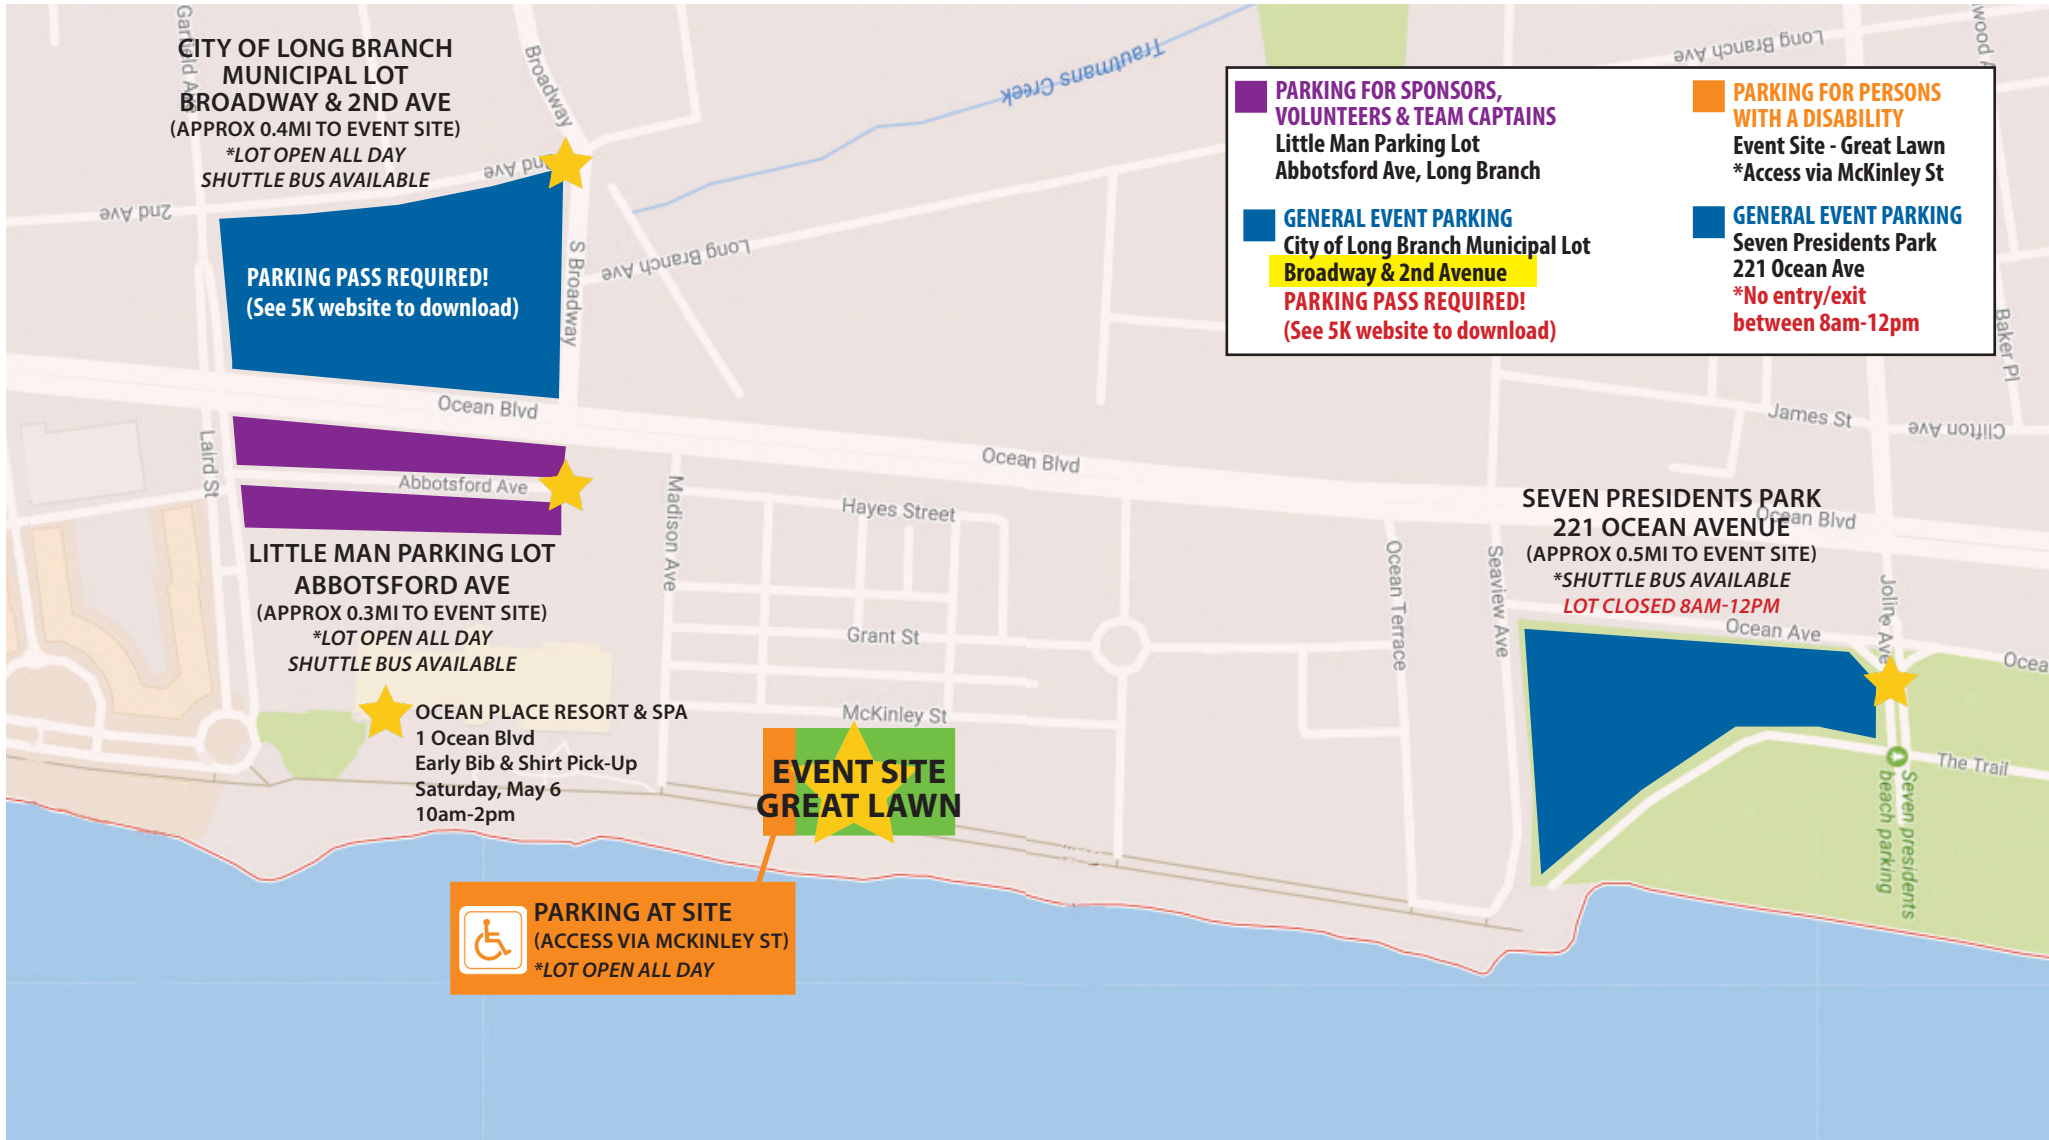 CITY OF LONG BRANCH
MUNICIPAL LOT
BROADWAY & 2ND AVE
(APPROX 0.4MI TO EVENT SITE)
*LOT OPEN ALL DAY
SHUTTLE BUS AVAILABLE
Garfield Ave
Broadway
2nd Ave
2nd Ave
S Broadway
Long Branch Ave
Trautmans Creek
Long Branch Ave
PARKING PASS REQUIRED!
(See 5K website to download)
PARKING FOR SPONSORS,
VOLUNTEERS & TEAM CAPTAINS
Little Man Parking Lot
Abbotsford Ave, Long Branch
GENERAL EVENT PARKING
City of Long Branch Municipal Lot
Broadway & 2nd Avenue
PARKING PASS REQUIRED!
(See 5K website to download)
PARKING FOR PERSONS
WITH A DISABILITY
Event Site - Great Lawn
*Access via McKinley St
GENERAL EVENT PARKING
Seven Presidents Park
221 Ocean Ave
*No entry/exit
between 8am-12pm
Baker Pl
James St
Clifton Ave
Ocean Blvd
Ocean Blvd
Ocean Blvd
Laird St
Abbotsford Ave
Madison Ave
Hayes Street
Grant St
McKinley St
Ocean Terrace
Seaview Ave
LITTLE MAN PARKING LOT
ABBOTSFORD AVE
(APPROX 0.3MI TO EVENT SITE)
*LOT OPEN ALL DAY
SHUTTLE BUS AVAILABLE
OCEAN PLACE RESORT & SPA
1 Ocean Blvd
Early Bib & Shirt Pick-Up
Saturday, May 6
10am-2pm
EVENT SITE
GREAT LAWN
PARKING AT SITE
(ACCESS VIA MCKINLEY ST)
*LOT OPEN ALL DAY
SEVEN PRESIDENTS PARK
221 OCEAN AVENUE
(APPROX 0.5MI TO EVENT SITE)
*SHUTTLE BUS AVAILABLE
LOT CLOSED 8AM-12PM
Joline Ave
Ocean Ave
The Trail
Seven presidents
beach parking